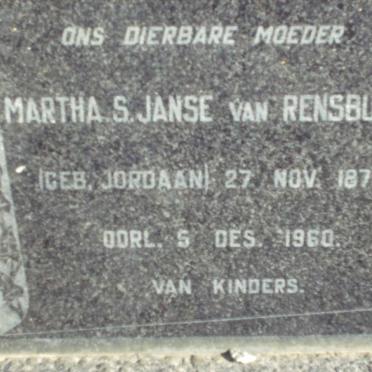 ONS DIERBARE MOEDER
MARTHA.S.JANSE VAN RENSBU
(GEB. JORDAAN) 27 NOV. 187
OORL. 5 DES. 1960.
VAN KINDERS.